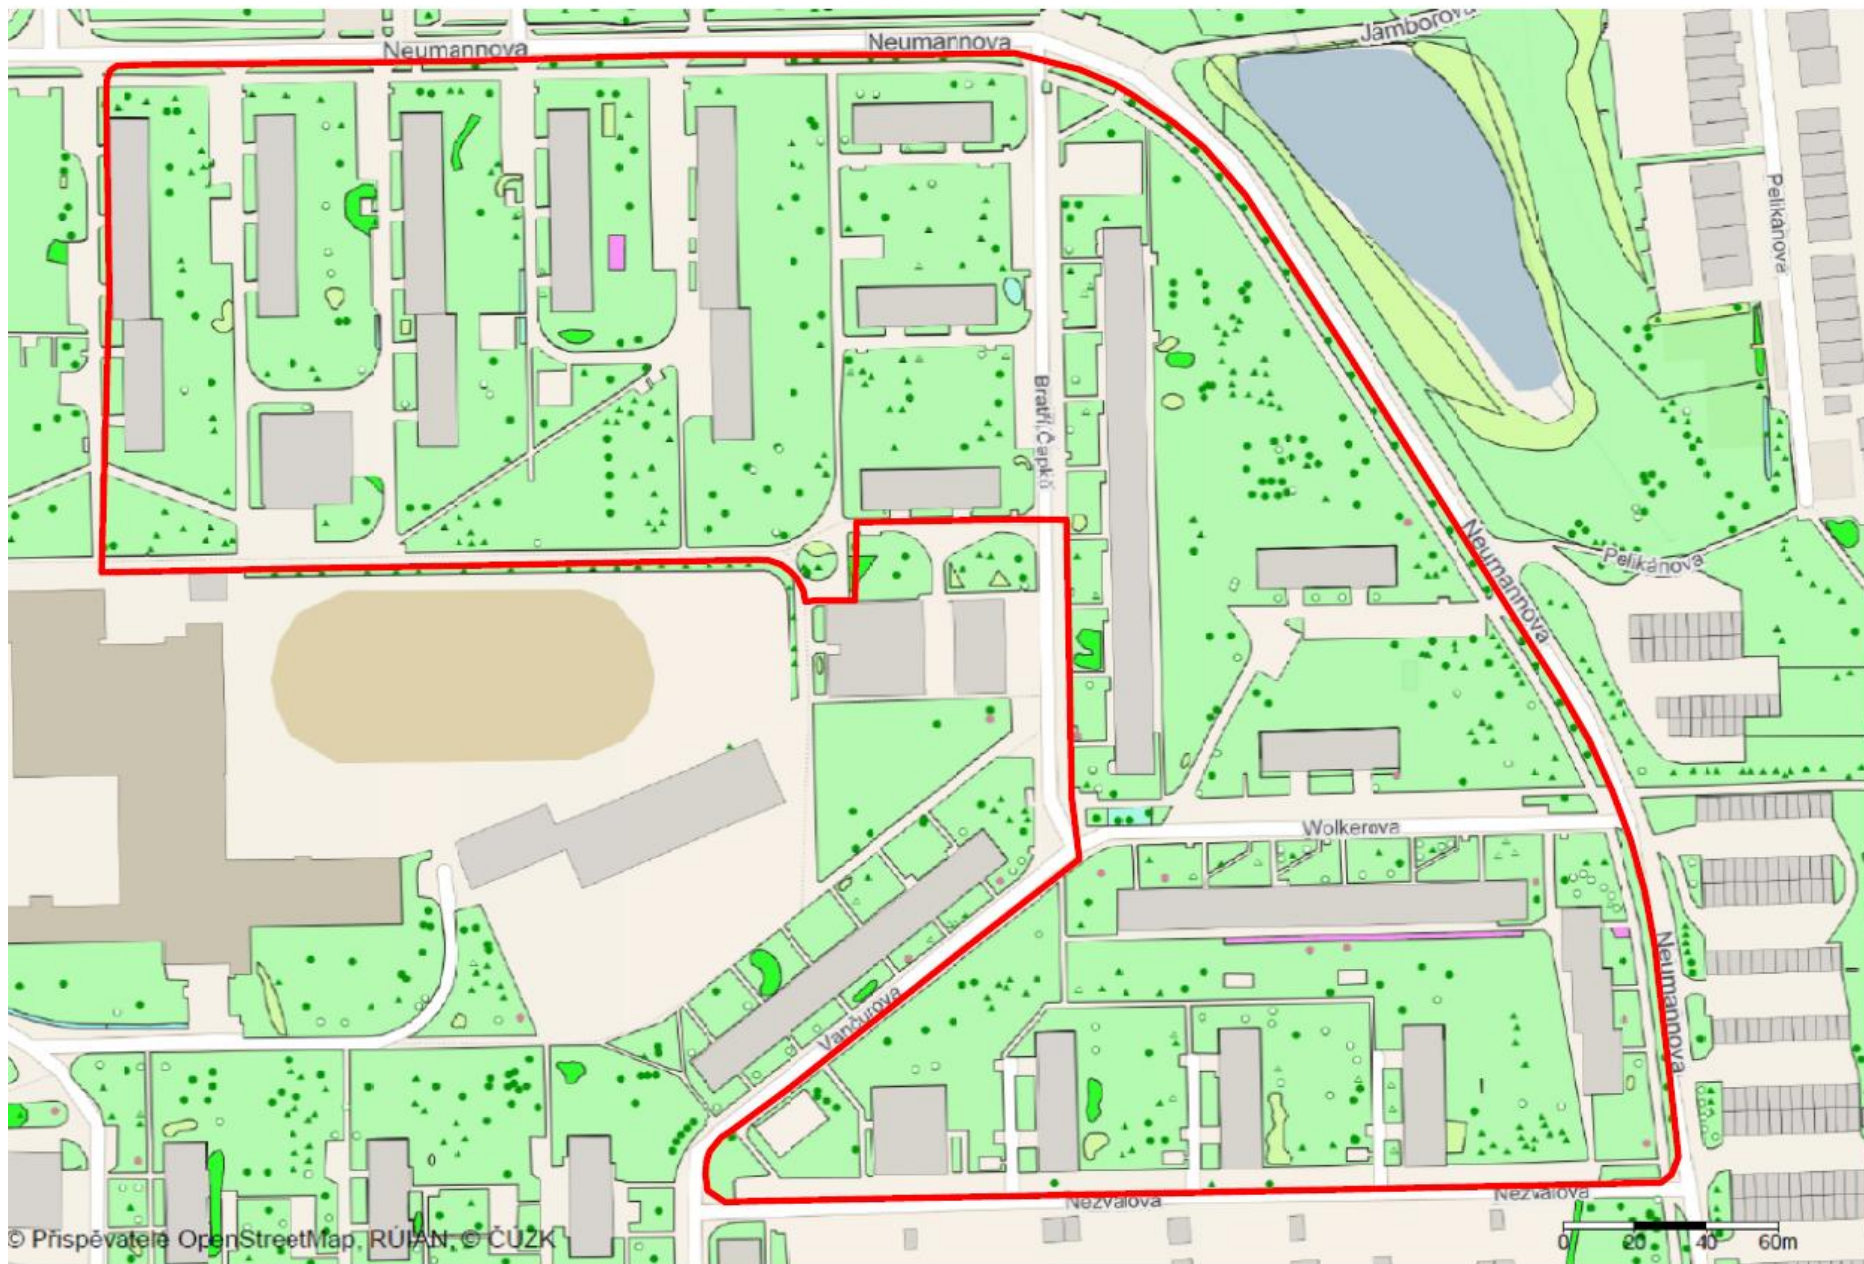 Neumannova
Neumannova
Jamborova
Pelikánova
Bratří Čapků
Neumannova
Pelikánova
Wolkerova
Neumannova
Vančurova
Nezvalova
Nezvalova
© Přispěvatelé OpenStreetMap, RÚIAN © ČÚZK
0 20 40 60m